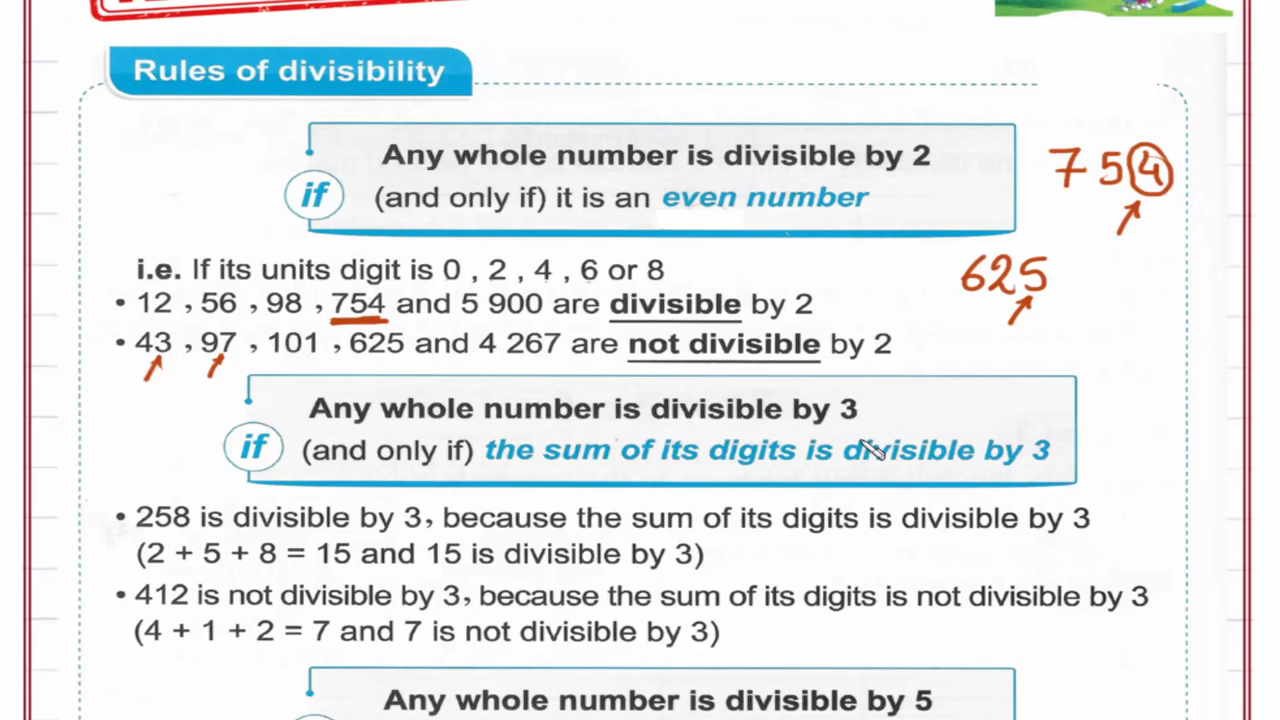 Rules of divisibility
Any whole number is divisible by 2
if (and only if) it is an even number
754
i.e. If its units digit is 0 , 2 , 4 , 6 or 8
625
• 12 , 56 , 98 , 754 and 5 900 are divisible by 2
• 43 , 97 , 101 , 625 and 4 267 are not divisible by 2
Any whole number is divisible by 3
if (and only if) the sum of its digits is divisible by 3
• 258 is divisible by 3, because the sum of its digits is divisible by 3
(2 + 5 + 8 = 15 and 15 is divisible by 3)
• 412 is not divisible by 3, because the sum of its digits is not divisible by 3
(4 + 1 + 2 = 7 and 7 is not divisible by 3)
Any whole number is divisible by 5